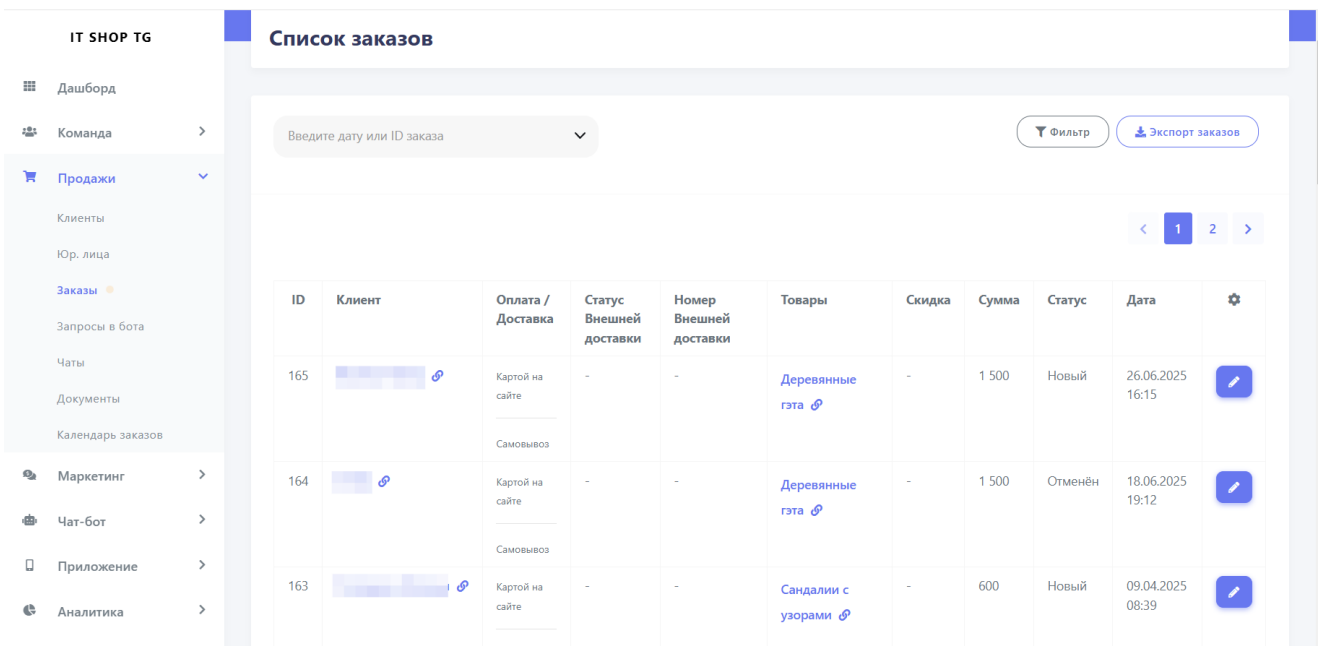 IT SHOP TG
Дашборд
Команда
Продажи
Клиенты
Юр. лица
Заказы
Запросы в бота
Чаты
Документы
Календарь заказов
Маркетинг
Чат-бот
Приложение
Аналитика
Список заказов
Введите дату или ID заказа
Фильтр
Экспорт заказов
1 2
ID Клиент Оплата / Статус Номер Товары Скидка Сумма Статус Дата
Доставка Внешней Внешней
доставки доставки
165 Картой на - - Деревянные - 1 500 Новый 26.06.2025
сайте гэта 16:15
Самовывоз
164 Картой на - - Деревянные - 1 500 Отменён 18.06.2025
сайте гэта 19:12
Самовывоз
163 Картой на - - Сандалии с - 600 Новый 09.04.2025
сайте узорами 08:39